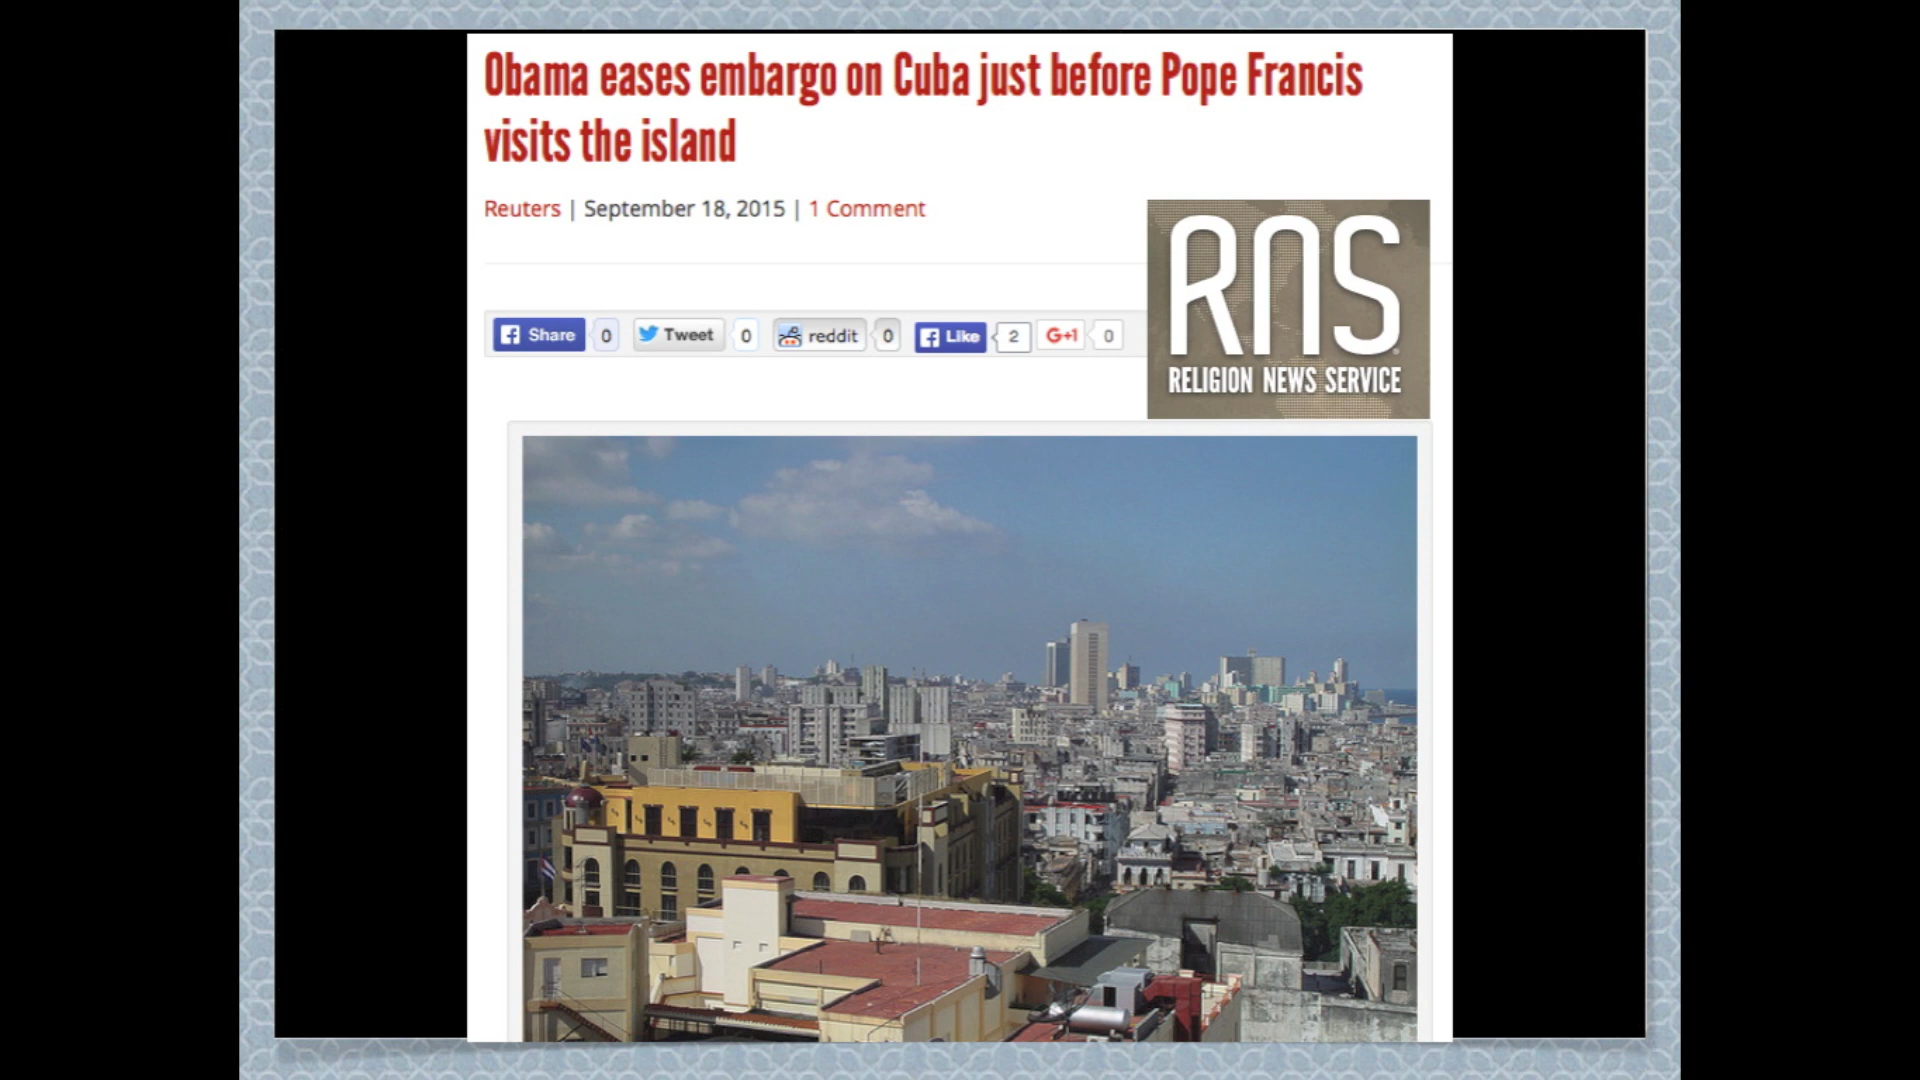 Obama eases embargo on Cuba just before Pope Francis
visits the island
Reuters | September 18, 2015 | 1 Comment
Share 0 Tweet 0 reddit 0 Like 2 G+1 0
RNS
RELIGION NEWS SERVICE